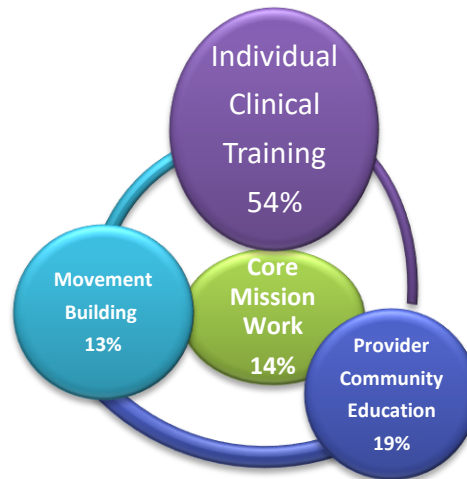 Individual
Clinical
Training
54%
Movement
Building
13%
Core
Mission
Work
14%
Provider
Community
Education
19%